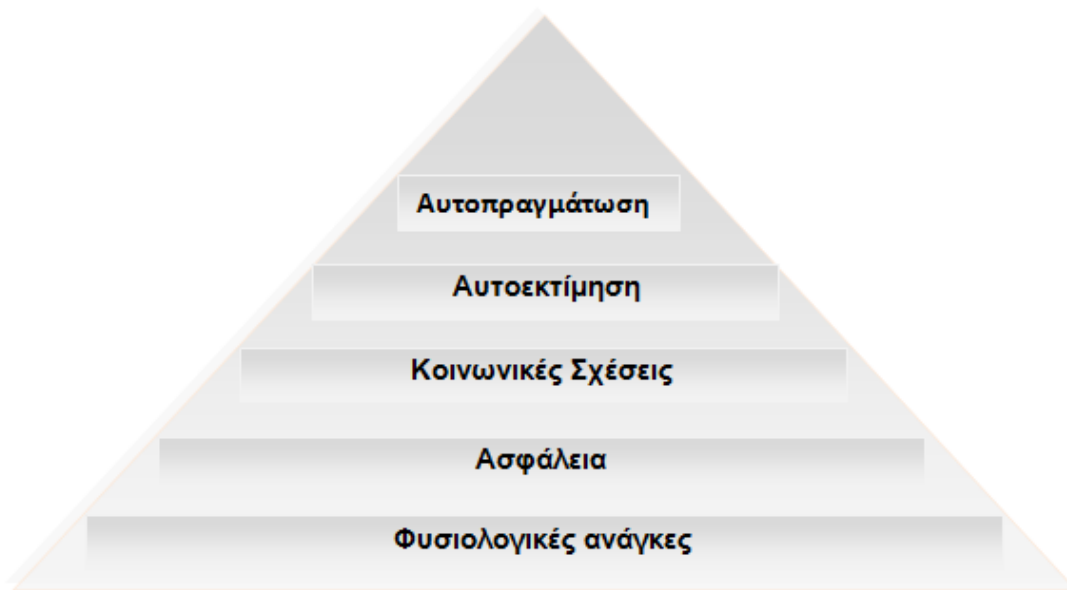 Αυτοπραγμάτωση
Αυτοεκτίμηση
Κοινωνικές Σχέσεις
Ασφάλεια
Φυσιολογικές ανάγκες